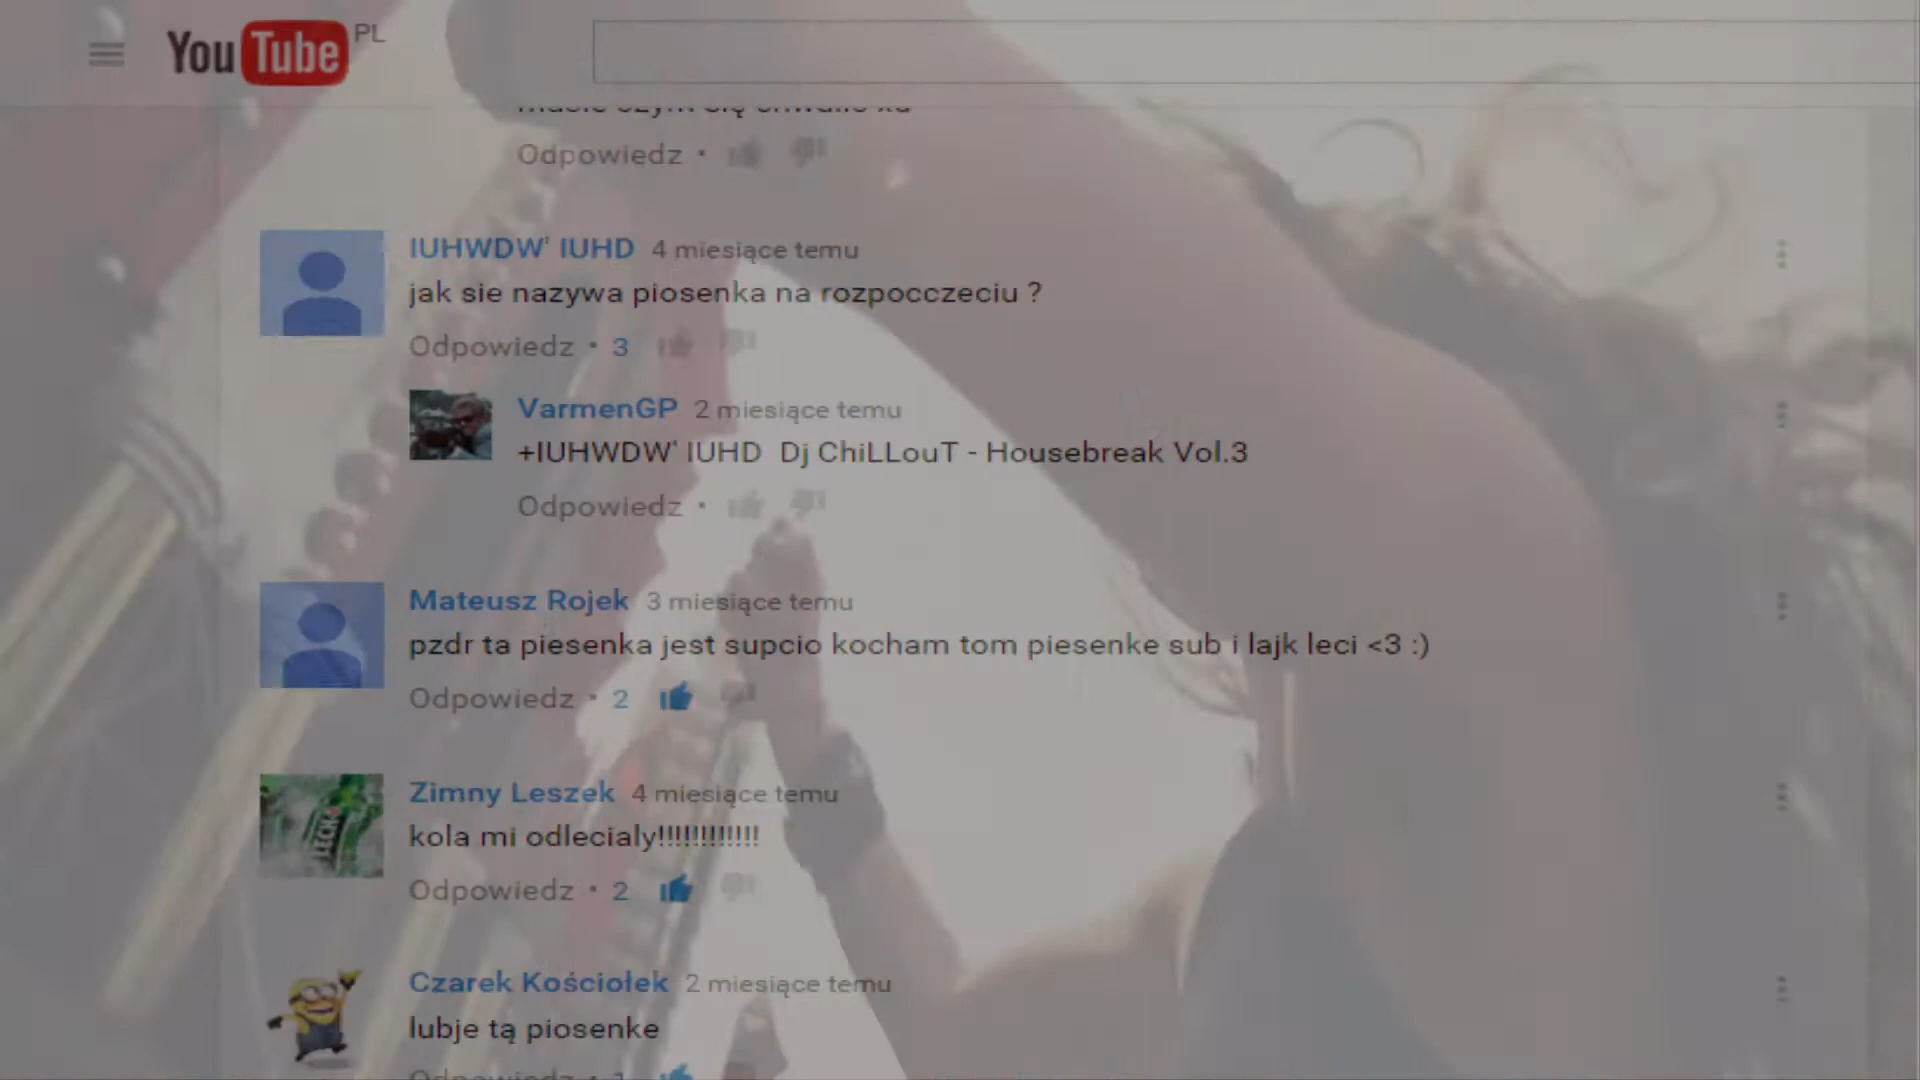 YouTube PL
Odpowiedz •
IUHWDW' IUHD 4 miesiące temu
jak sie nazywa piosenka na rozpocczeciu ?
Odpowiedz • 3
VarmenGP 2 miesiące temu
+IUHWDW' IUHD Dj ChiLLouT - Housebreak Vol.3
Odpowiedz •
Mateusz Rojek 3 miesiące temu
pzdr ta piesenka jest supcio kocham tom piesenke sub i lajk leci <3 :)
Odpowiedz • 2
LECH
Zimny Leszek 4 miesiące temu
kola mi odlecialy!!!!!!!!!!!!
Odpowiedz • 2
Czarek Kościołek 2 miesiące temu
lubje tą piosenke
Odpowiedz • 1